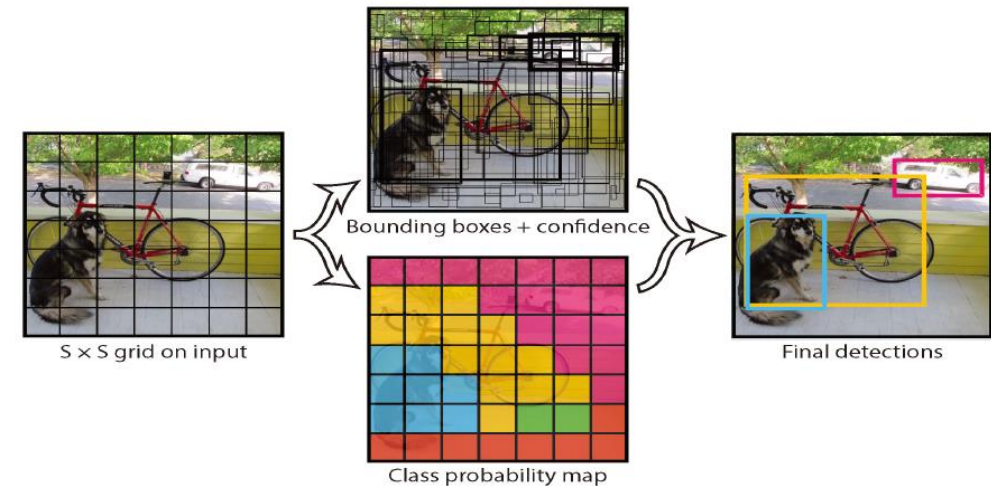 S × S grid on input
Bounding boxes + confidence
Class probability map
Final detections